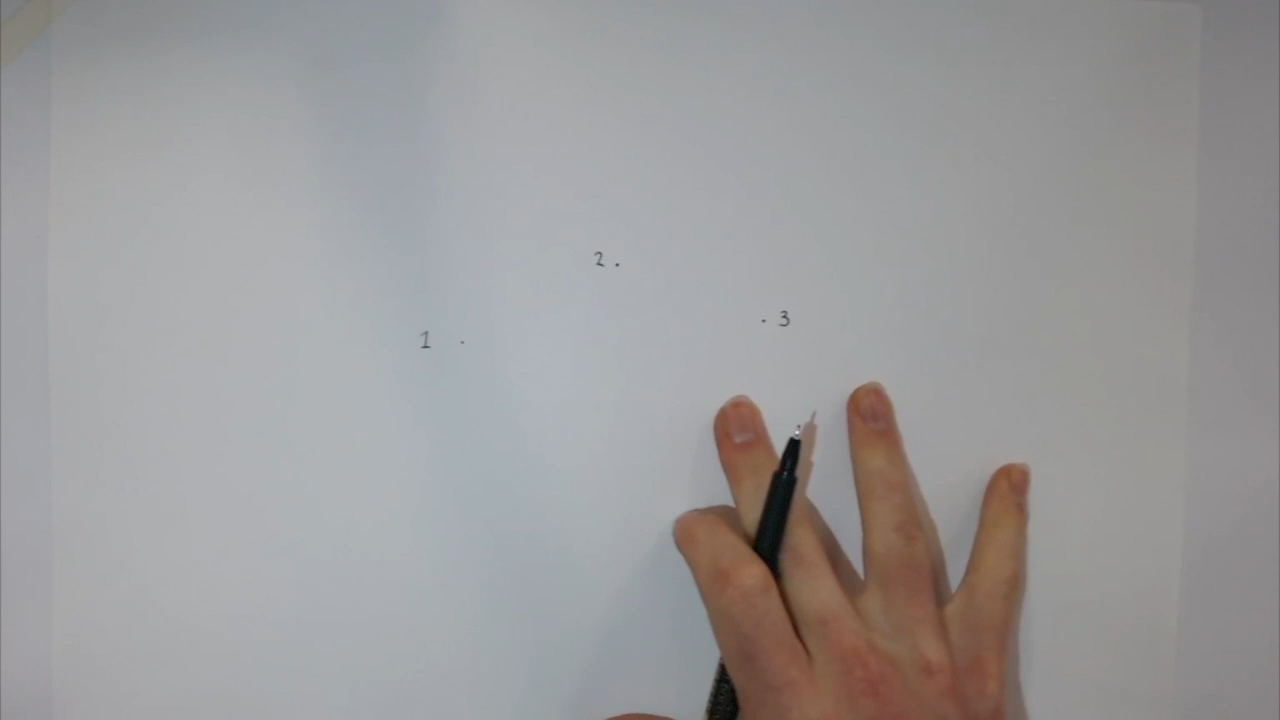 2.
. 3
1 .